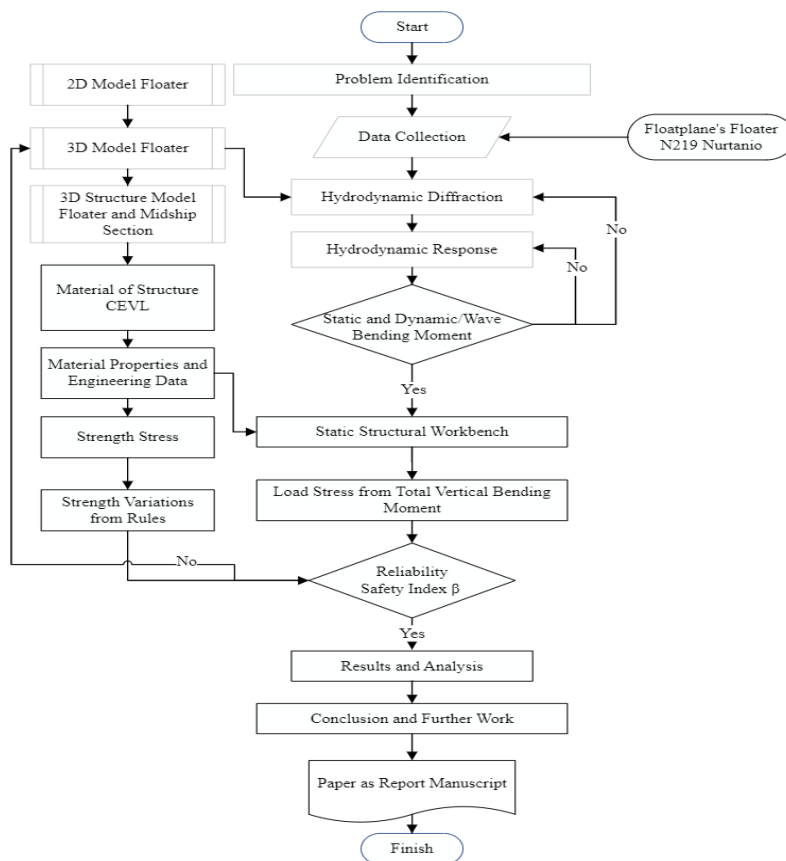 Start
2D Model Floater
Problem Identification
Data Collection
Floatplane's Floater
N219 Nurtanio
3D Model Floater
3D Structure Model
Floater and Midship
Section
Hydrodynamic Diffraction
No
Hydrodynamic Response
No
Material of Structure
CEVL
Static and Dynamic/Wave
Bending Moment
Material Properties and
Engineering Data
Yes
Strength Stress
Static Structural Workbench
Strength Variations
from Rules
Load Stress from Total Vertical Bending
Moment
No
Reliability
Safety Index β
Yes
Results and Analysis
Conclusion and Further Work
Paper as Report Manuscript
Finish